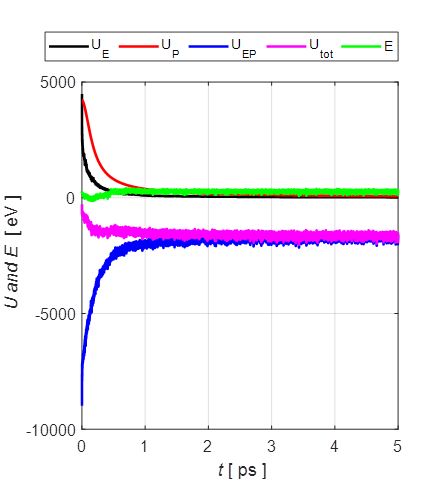 U_E U_P U_EP U_tot E
5000
0
-5000
-10000
U and E [ eV ]
0 1 2 3 4 5
t [ ps ]